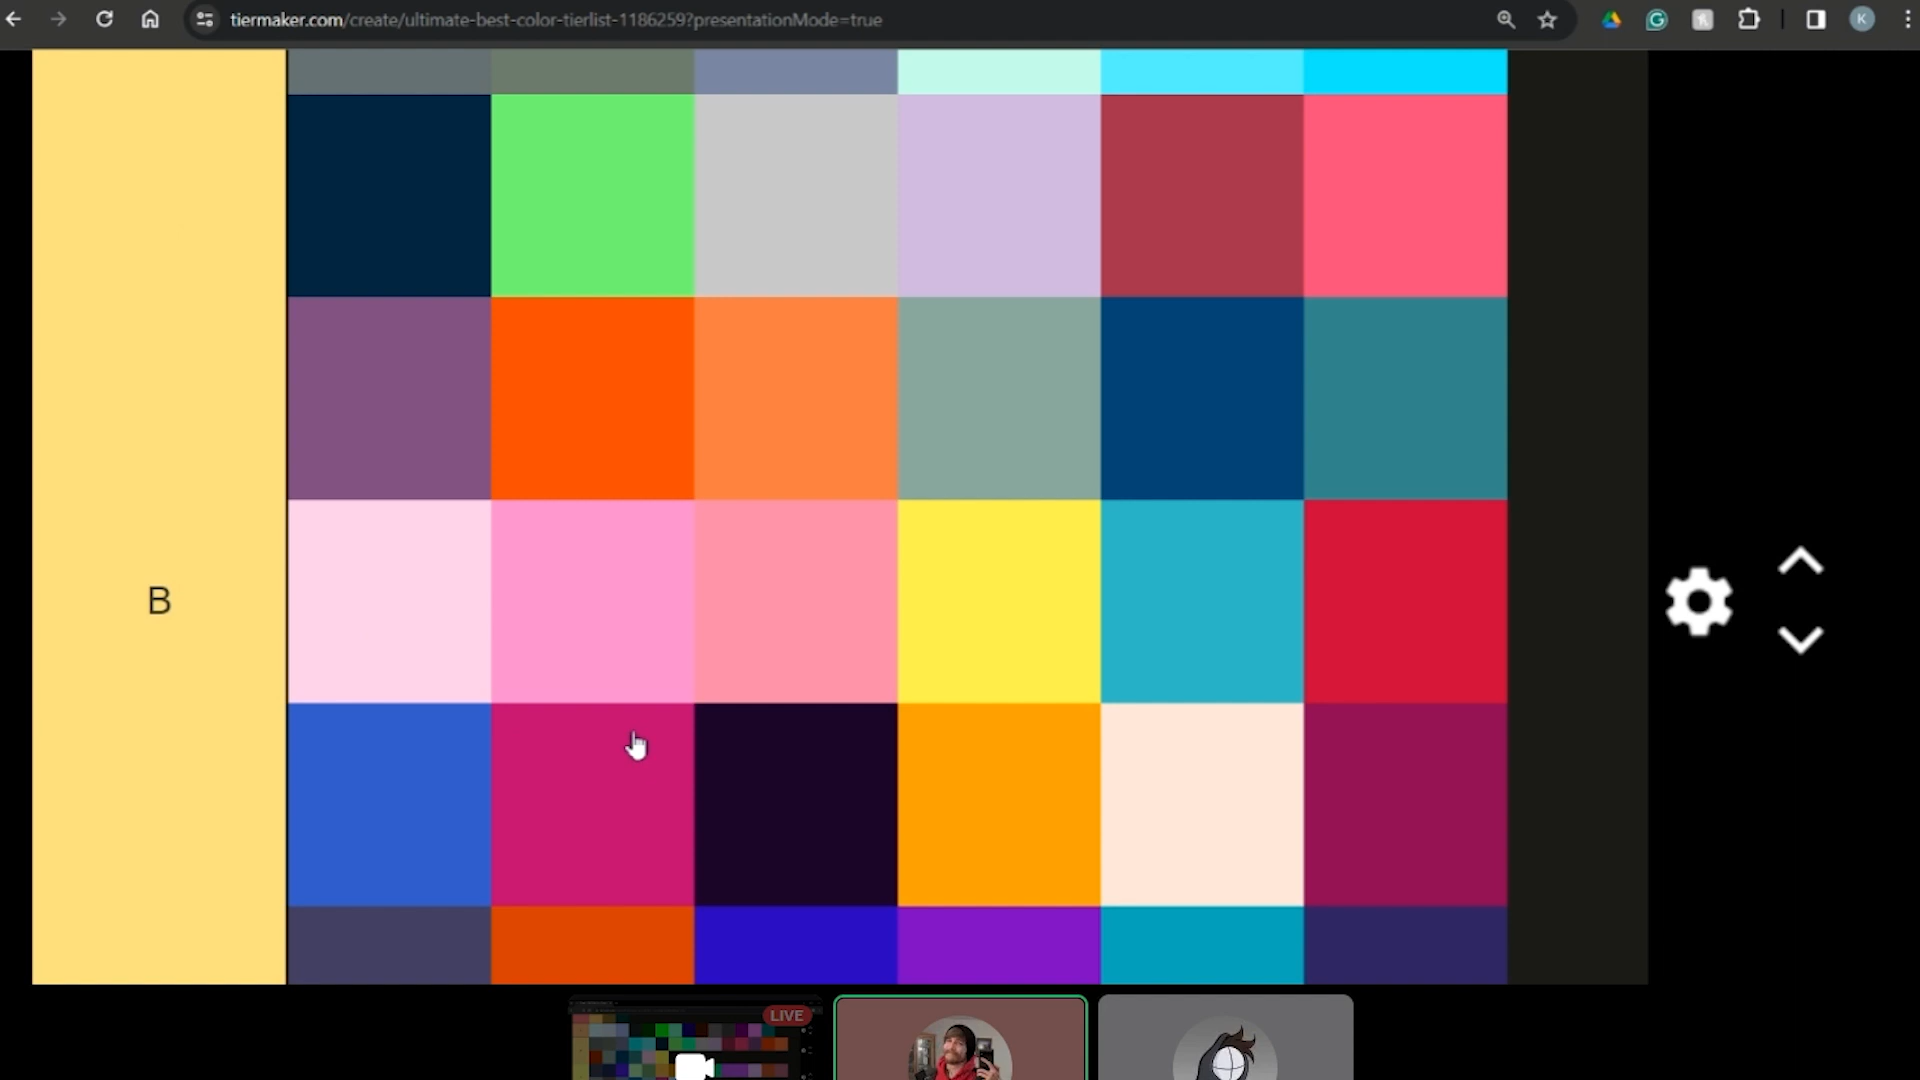 tiermaker.com/create/ultimate-best-color-tierlist-1186259?presentationMode=true
K
B
LIVE